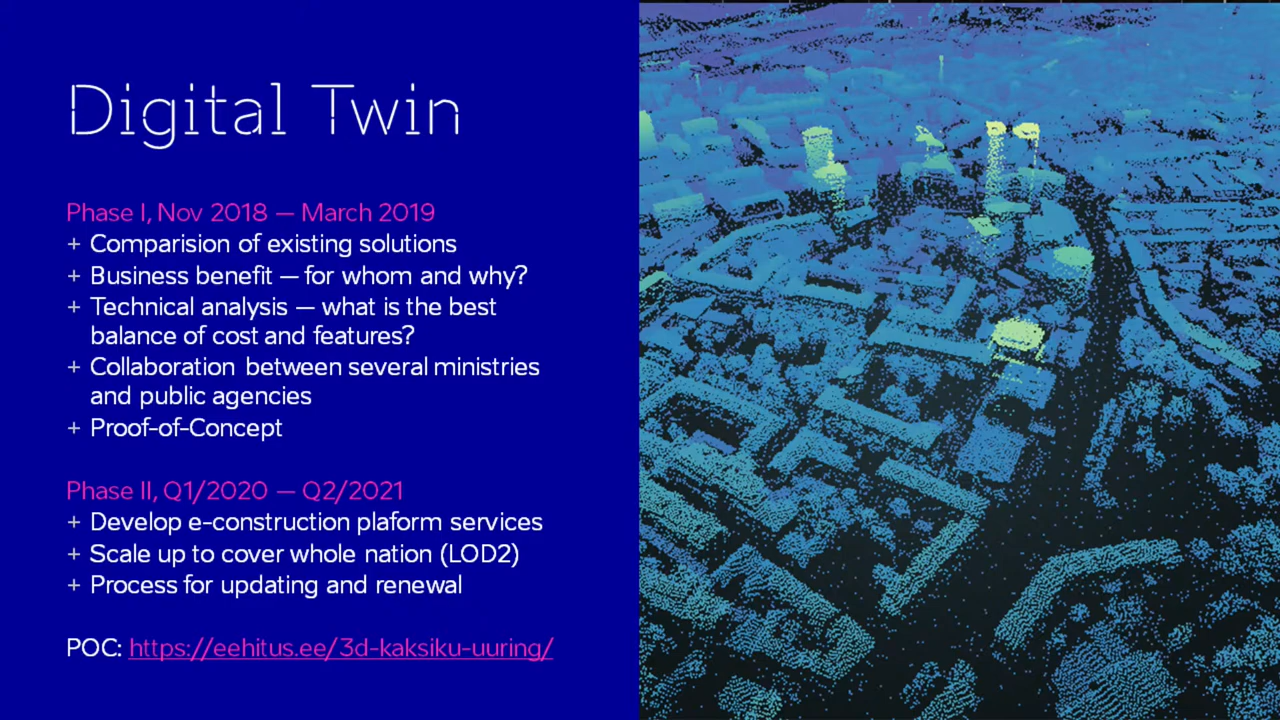 Digital Twin
Phase I, Nov 2018 — March 2019
+ Comparision of existing solutions
+ Business benefit — for whom and why?
+ Technical analysis — what is the best
balance of cost and features?
+ Collaboration between several ministries
and public agencies
+ Proof-of-Concept
Phase II, Q1/2020 — Q2/2021
+ Develop e-construction plaform services
+ Scale up to cover whole nation (LOD2)
+ Process for updating and renewal
POC: https://eehitus.ee/3d-kaksiku-uuring/